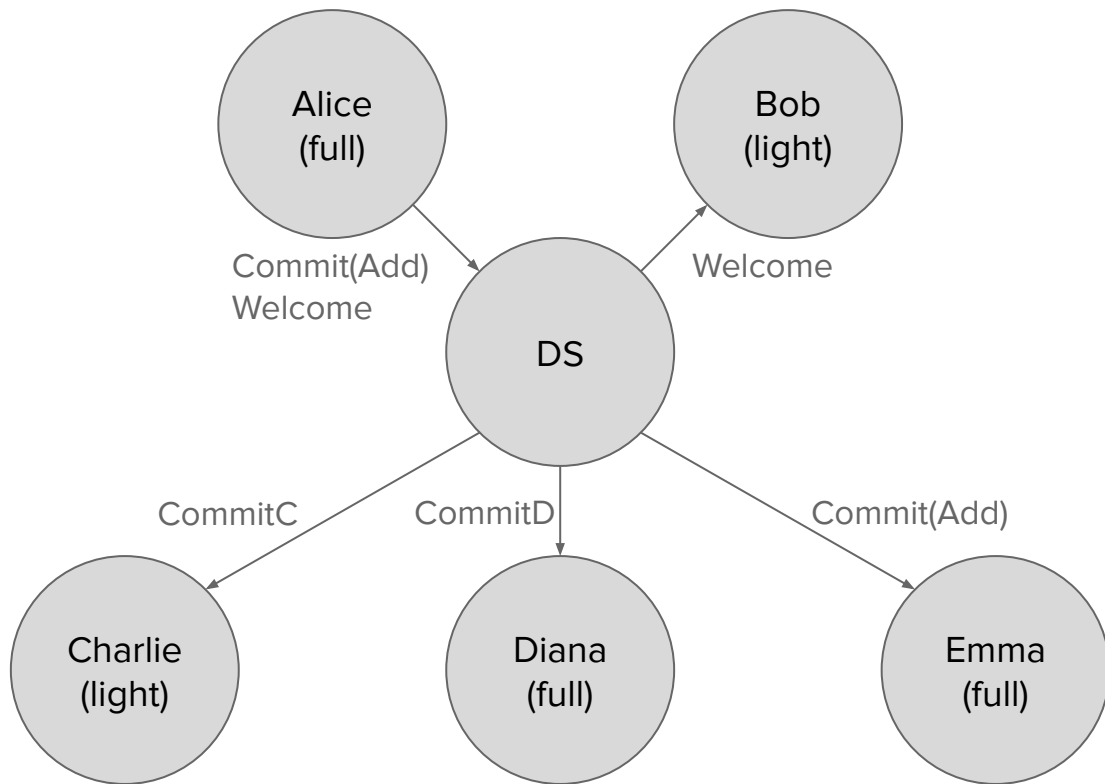 Alice
(full)
Bob
(light)
Commit(Add)
Welcome
Welcome
DS
CommitC
CommitD
Commit(Add)
Charlie
(light)
Diana
(full)
Emma
(full)